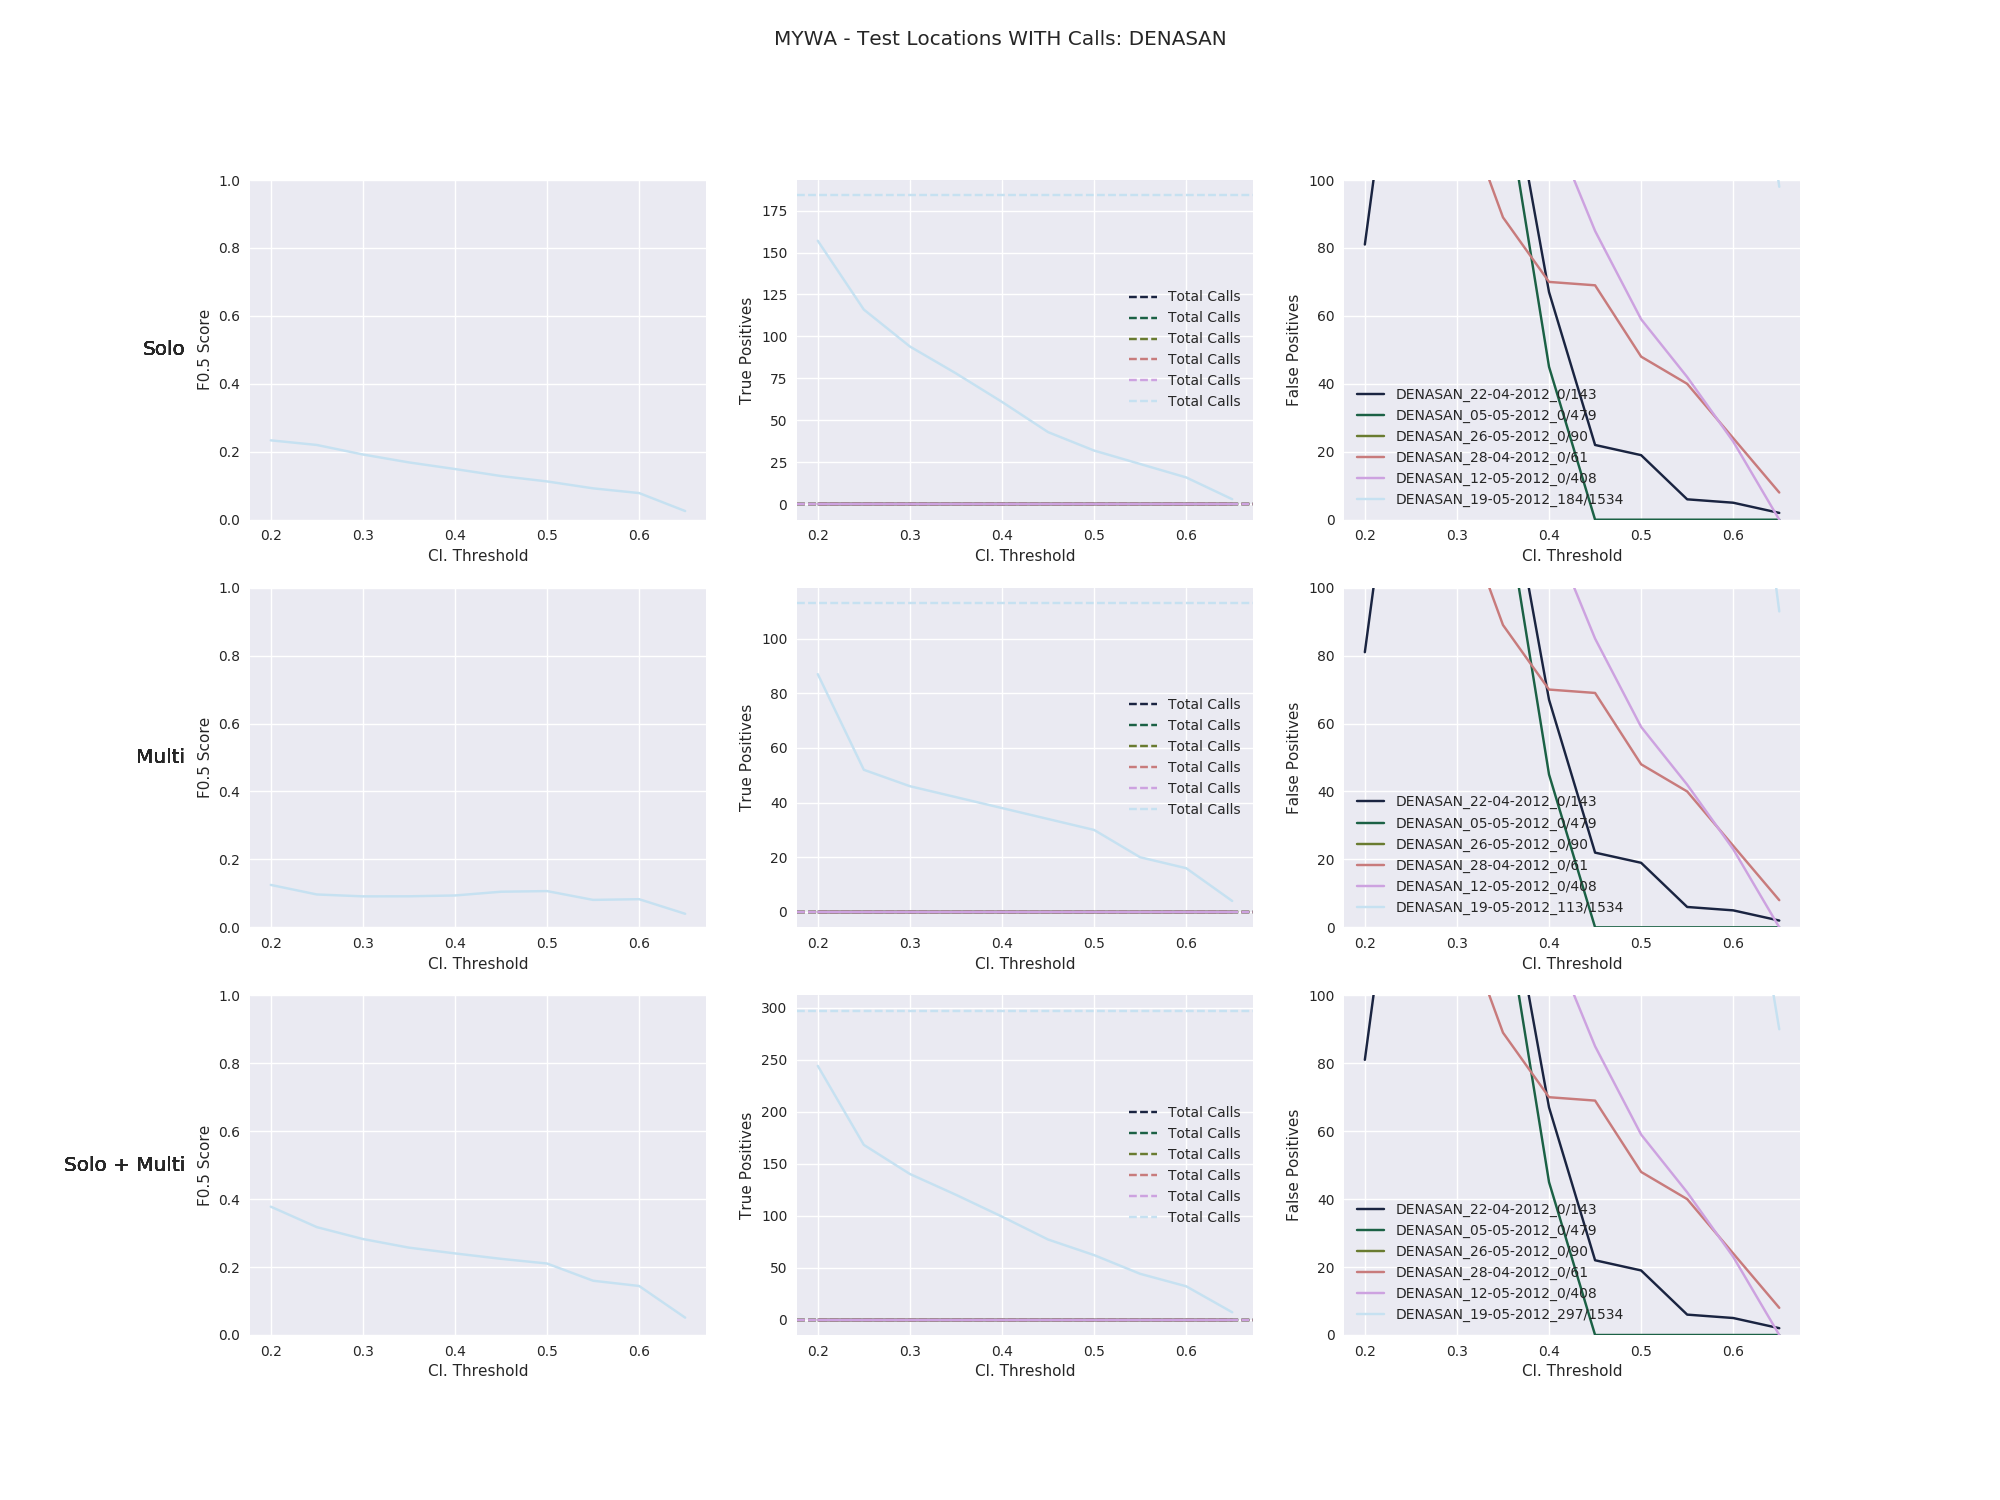 MYWA - Test Locations WITH Calls: DENASAN
Solo
F0.5 Score
1.0
0.8
0.6
0.4
0.2
0.0
0.2 0.3 0.4 0.5 0.6
Cl. Threshold
True Positives
175
150
125
100
75
50
25
0
Total Calls
Total Calls
Total Calls
Total Calls
Total Calls
Total Calls
0.2 0.3 0.4 0.5 0.6
Cl. Threshold
False Positives
100
80
60
40
20
0
DENASAN_22-04-2012_0/143
DENASAN_05-05-2012_0/479
DENASAN_26-05-2012_0/90
DENASAN_28-04-2012_0/61
DENASAN_12-05-2012_0/408
DENASAN_19-05-2012_184/1534
0.2 0.3 0.4 0.5 0.6
Cl. Threshold
Multi
F0.5 Score
1.0
0.8
0.6
0.4
0.2
0.0
0.2 0.3 0.4 0.5 0.6
Cl. Threshold
True Positives
100
80
60
40
20
0
Total Calls
Total Calls
Total Calls
Total Calls
Total Calls
Total Calls
0.2 0.3 0.4 0.5 0.6
Cl. Threshold
False Positives
100
80
60
40
20
0
DENASAN_22-04-2012_0/143
DENASAN_05-05-2012_0/479
DENASAN_26-05-2012_0/90
DENASAN_28-04-2012_0/61
DENASAN_12-05-2012_0/408
DENASAN_19-05-2012_113/1534
0.2 0.3 0.4 0.5 0.6
Cl. Threshold
Solo + Multi
F0.5 Score
1.0
0.8
0.6
0.4
0.2
0.0
0.2 0.3 0.4 0.5 0.6
Cl. Threshold
True Positives
300
250
200
150
100
50
0
Total Calls
Total Calls
Total Calls
Total Calls
Total Calls
Total Calls
0.2 0.3 0.4 0.5 0.6
Cl. Threshold
False Positives
100
80
60
40
20
0
DENASAN_22-04-2012_0/143
DENASAN_05-05-2012_0/479
DENASAN_26-05-2012_0/90
DENASAN_28-04-2012_0/61
DENASAN_12-05-2012_0/408
DENASAN_19-05-2012_297/1534
0.2 0.3 0.4 0.5 0.6
Cl. Threshold